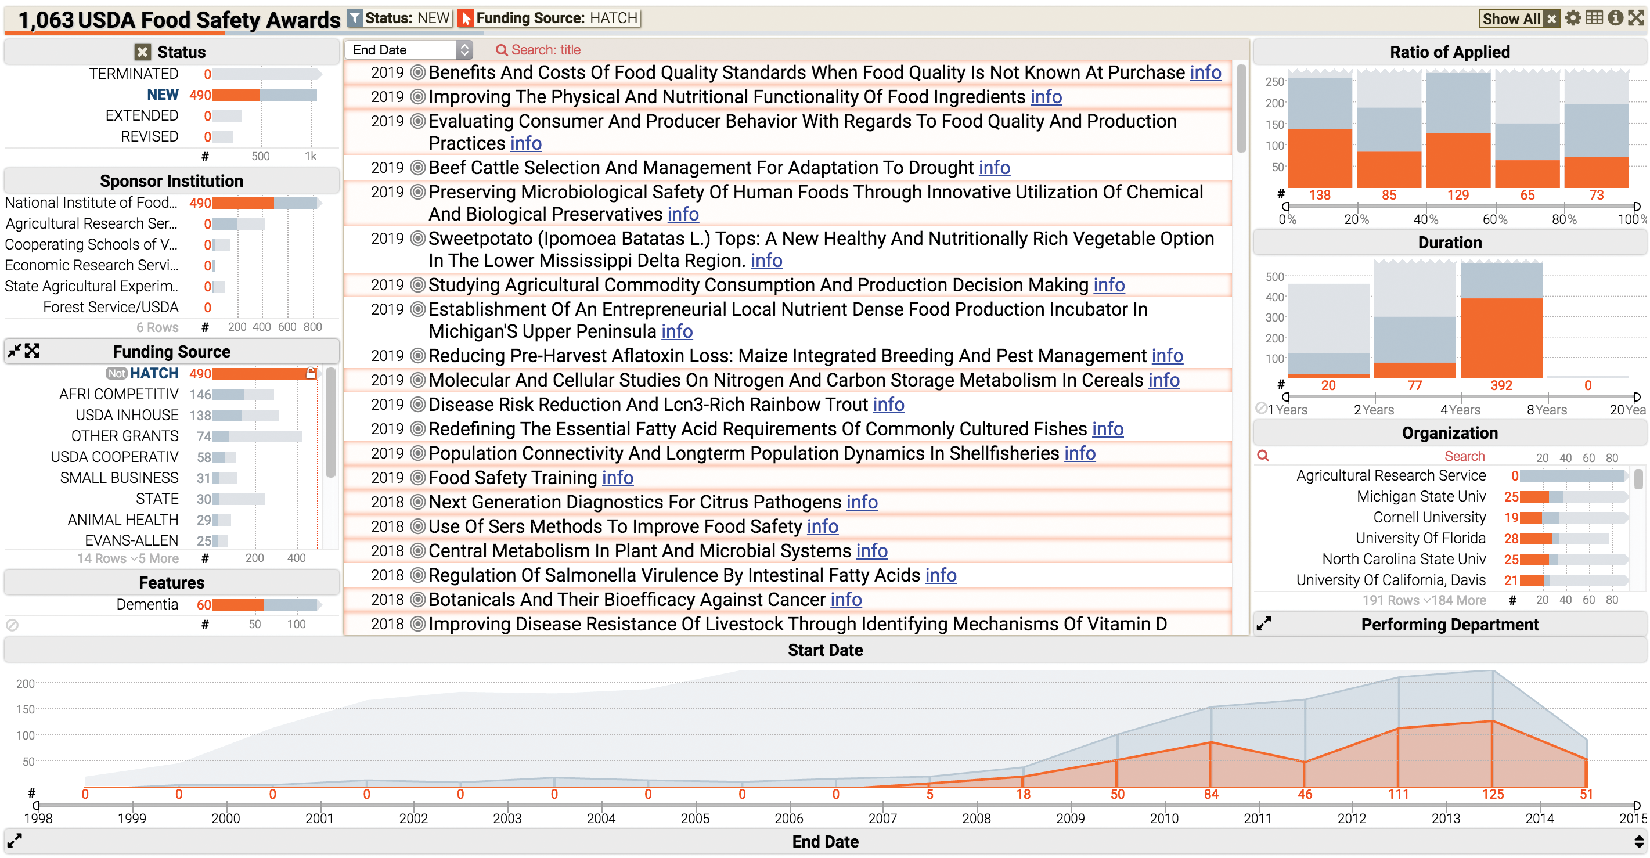 1,063 USDA Food Safety Awards Status: NEW Funding Source: HATCH Show All
Status
TERMINATED 0
NEW 490
EXTENDED 0
REVISED 0
# 500 1k
Sponsor Institution
National Institute of Food... 490
Agricultural Research Ser... 0
Cooperating Schools of V... 0
Economic Research Servi... 0
State Agricultural Experim.. 0
Forest Service/USDA 0
6 Rows # 200 400 600 800
Funding Source
Not HATCH 490
AFRI COMPETITIV 146
USDA INHOUSE 138
OTHER GRANTS 74
USDA COOPERATIV 58
SMALL BUSINESS 31
STATE 30
ANIMAL HEALTH 29
EVANS-ALLEN 25
14 Rows 5 More # 200 400
Features
Dementia 60
# 50 100
End Date Search: title
2019 Benefits And Costs Of Food Quality Standards When Food Quality Is Not Known At Purchase info
2019 Improving The Physical And Nutritional Functionality Of Food Ingredients info
2019 Evaluating Consumer And Producer Behavior With Regards To Food Quality And Production
Practices info
2019 Beef Cattle Selection And Management For Adaptation To Drought info
2019 Preserving Microbiological Safety Of Human Foods Through Innovative Utilization Of Chemical
And Biological Preservatives info
2019 Sweetpotato (Ipomoea Batatas L.) Tops: A New Healthy And Nutritionally Rich Vegetable Option
In The Lower Mississippi Delta Region. info
2019 Studying Agricultural Commodity Consumption And Production Decision Making info
2019 Establishment Of An Entrepreneurial Local Nutrient Dense Food Production Incubator In
Michigan'S Upper Peninsula info
2019 Reducing Pre-Harvest Aflatoxin Loss: Maize Integrated Breeding And Pest Management info
2019 Molecular And Cellular Studies On Nitrogen And Carbon Storage Metabolism In Cereals info
2019 Disease Risk Reduction And Lcn3-Rich Rainbow Trout info
2019 Redefining The Essential Fatty Acid Requirements Of Commonly Cultured Fishes info
2019 Population Connectivity And Longterm Population Dynamics In Shellfisheries info
2019 Food Safety Training info
2018 Next Generation Diagnostics For Citrus Pathogens info
2018 Use Of Sers Methods To Improve Food Safety info
2018 Central Metabolism In Plant And Microbial Systems info
2018 Regulation Of Salmonella Virulence By Intestinal Fatty Acids info
2018 Botanicals And Their Bioefficacy Against Cancer info
2018 Improving Disease Resistance Of Livestock Through Identifying Mechanisms Of Vitamin D
Ratio of Applied
250
200
150
100
50
# 138 85 129 65 73
0% 20% 40% 60% 80% 100%
Duration
500
400
300
200
100
# 20 77 392 0
1 Years 2 Years 4 Years 8 Years 20 Yea
Organization
Search 20 40 60 80
Agricultural Research Service 0
Michigan State Univ 25
Cornell University 19
University Of Florida 28
North Carolina State Univ 25
University Of California, Davis 21
191 Rows 184 More # 20 40 60 80
Performing Department
Start Date
200
150
100
50
# 0 0 0 0 0 0 0 0 0 5 18 50 84 46 111 125 51
1998 1999 2000 2001 2002 2003 2004 2005 2006 2007 2008 2009 2010 2011 2012 2013 2014 2015
End Date